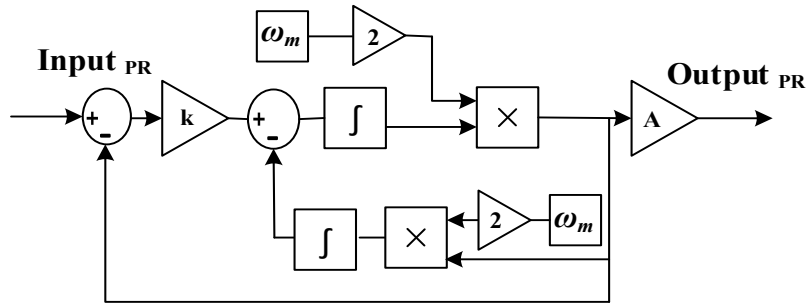 ω_m
2
Input PR
Output PR
+
-
k
+
-
∫
×
A
∫
×
2
ω_m